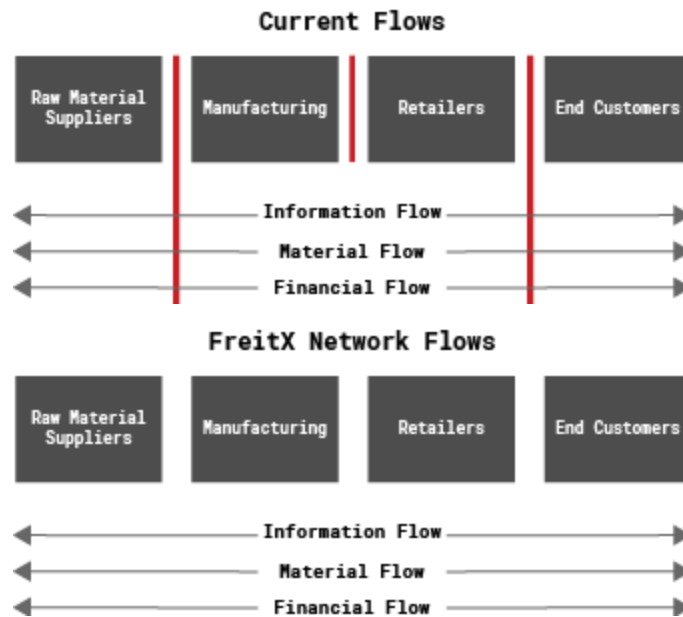 Current Flows
Raw Material
Suppliers
Manufacturing
Retailers
End Customers
Information Flow
Material Flow
Financial Flow
FreitX Network Flows
Raw Material
Suppliers
Manufacturing
Retailers
End Customers
Information Flow
Material Flow
Financial Flow